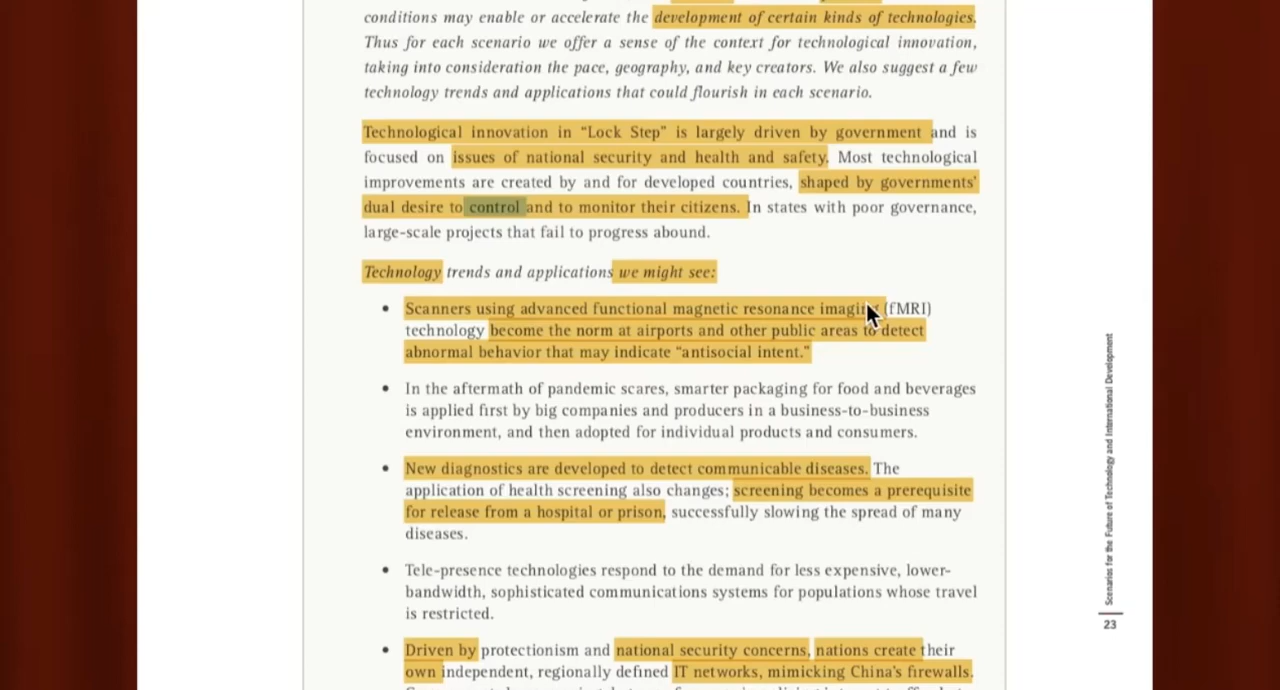 conditions may enable or accelerate the development of certain kinds of technologies.
Thus for each scenario we offer a sense of the context for technological innovation,
taking into consideration the pace, geography, and key creators. We also suggest a few
technology trends and applications that could flourish in each scenario.
Technological innovation in “Lock Step” is largely driven by government and is
focused on issues of national security and health and safety. Most technological
improvements are created by and for developed countries, shaped by governments’
dual desire to control and to monitor their citizens. In states with poor governance,
large-scale projects that fail to progress abound.
Technology trends and applications we might see:
• Scanners using advanced functional magnetic resonance imaging (fMRI)
technology become the norm at airports and other public areas to detect
abnormal behavior that may indicate “antisocial intent.”
• In the aftermath of pandemic scares, smarter packaging for food and beverages
is applied first by big companies and producers in a business-to-business
environment, and then adopted for individual products and consumers.
• New diagnostics are developed to detect communicable diseases. The
application of health screening also changes; screening becomes a prerequisite
for release from a hospital or prison, successfully slowing the spread of many
diseases.
• Tele-presence technologies respond to the demand for less expensive, lower-
bandwidth, sophisticated communications systems for populations whose travel
is restricted.
• Driven by protectionism and national security concerns, nations create their
own independent, regionally defined IT networks, mimicking China’s firewalls.
Scenarios for the Future of Technology and International Development
23